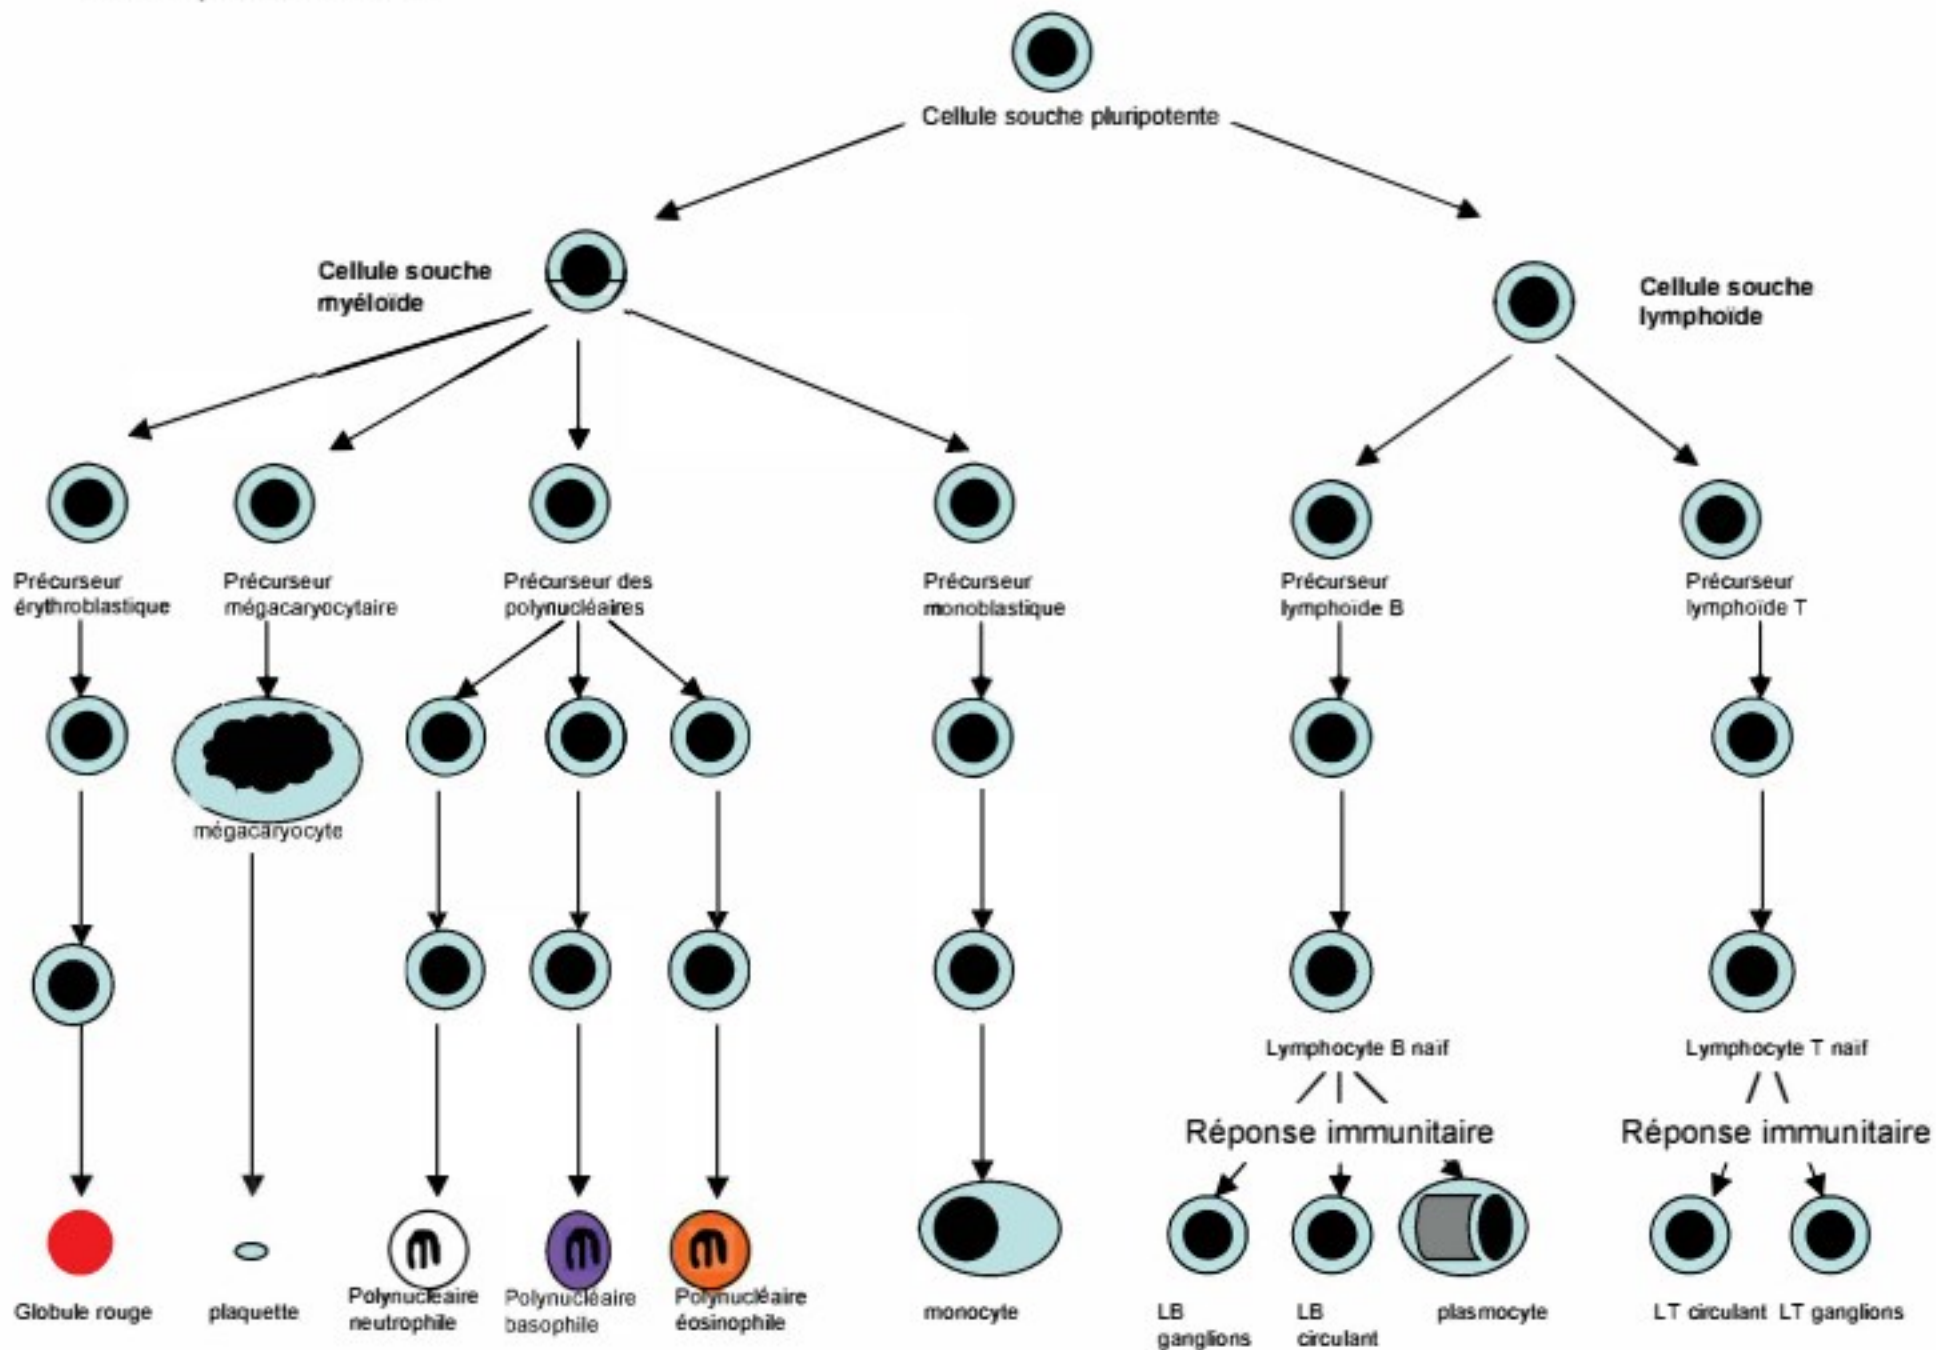 Cellule souche pluripotente
Cellule souche
myéloïde
Cellule souche
lymphoïde
Précurseur
érythroblastique
Précurseur
mégacaryocytaire
Précurseur des
polynucléaires
Précurseur
monoblastique
Précurseur
lymphoïde B
Précurseur
lymphoïde T
mégacaryocyte
Lymphocyte B naïf
Lymphocyte T naïf
Réponse immunitaire
Réponse immunitaire
Globule rouge
plaquette
Polynucléaire
neutrophile
Polynucléaire
basophile
Polynucléaire
éosinophile
monocyte
LB
ganglions
LB
circulant
plasmocyte
LT circulant
LT ganglions